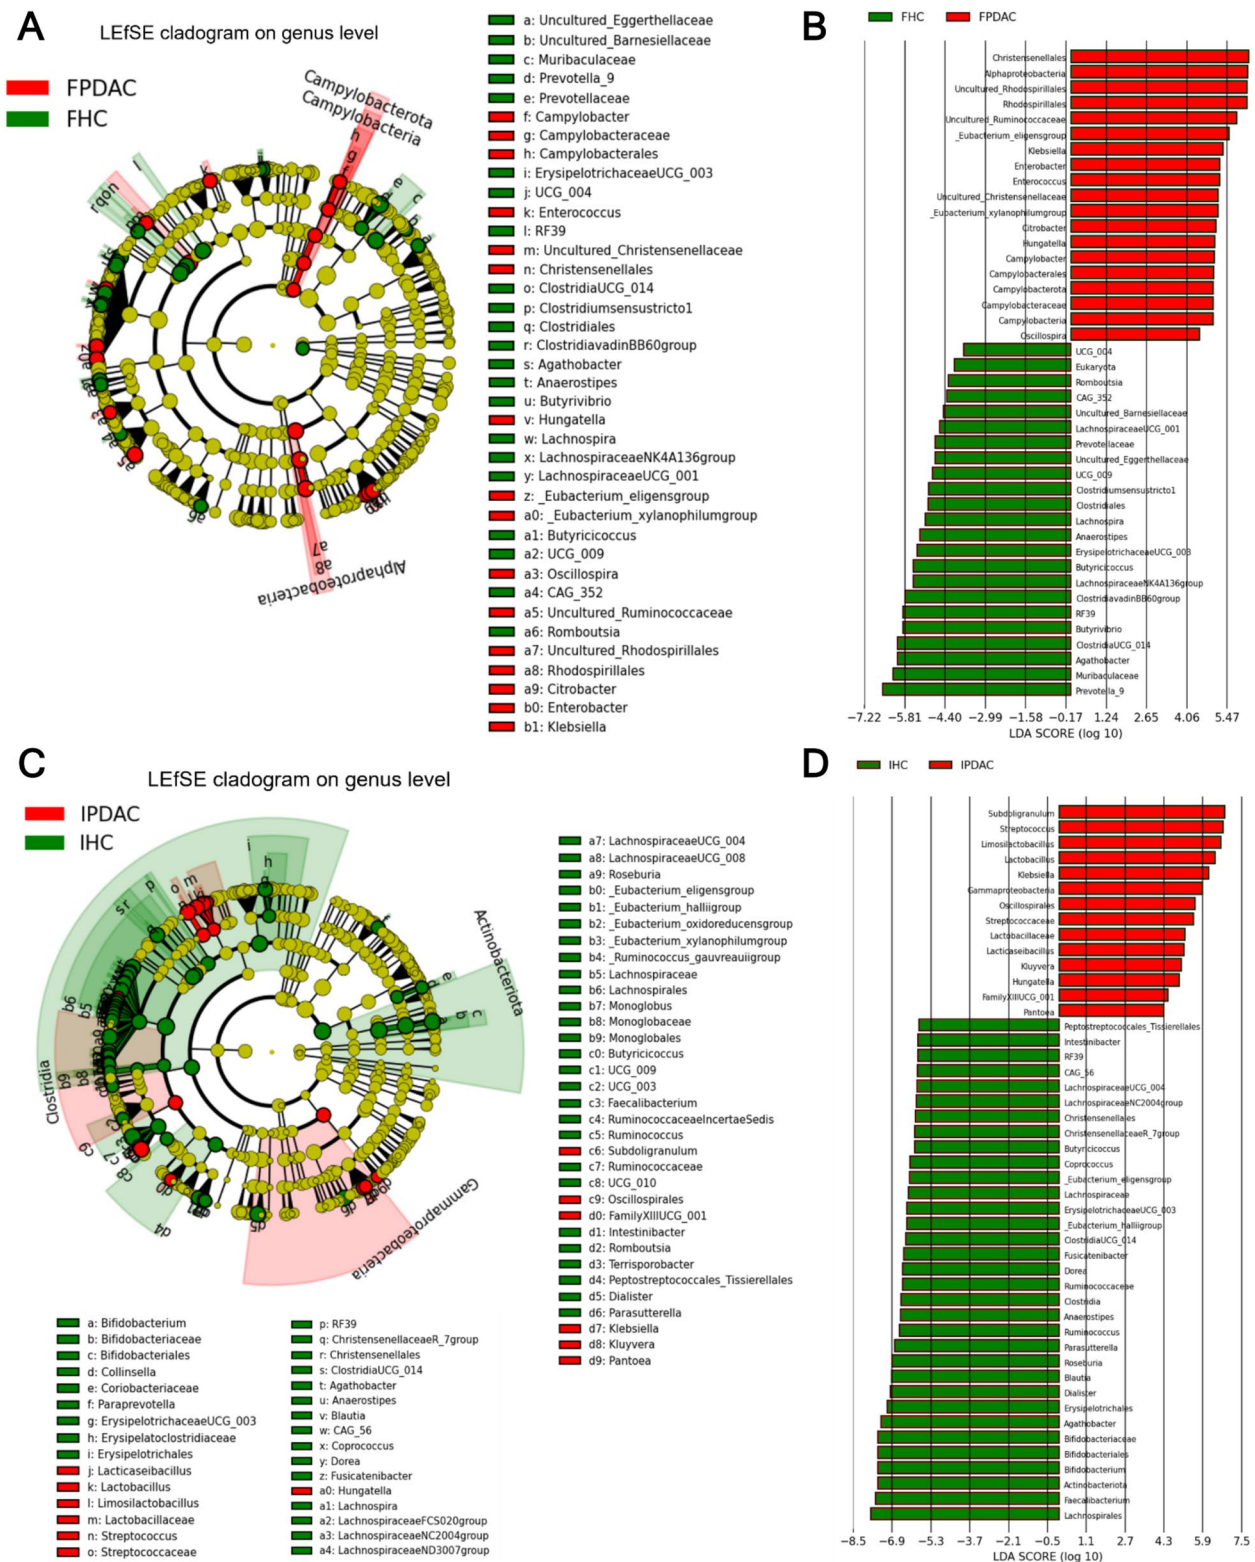 A
LEfSE cladogram on genus level
FPDAC
FHC
Campylobacterota
Campylobacteria
h
g
f
e
c
k
l
rqon
a6
a7
a8
Alphaproteobacteria
a: Uncultured_Eggerthellaceae
b: Uncultured_Barnesiellaceae
c: Muribaculaceae
d: Prevotella_9
e: Prevotellaceae
f: Campylobacter
g: Campylobacteraceae
h: Campylobacterales
i: ErysipelotrichaceaeUCG_003
j: UCG_004
k: Enterococcus
l: RF39
m: Uncultured_Christensenellaceae
n: Christensenellales
o: ClostridiaUCG_014
p: Clostridiumsensustricto1
q: Clostridiales
r: ClostridiavadinBB60group
s: Agathobacter
t: Anaerostipes
u: Butyrivibrio
v: Hungatella
w: Lachnospira
x: LachnospiraceaeNK4A136group
y: LachnospiraceaeUCG_001
z: _Eubacterium_eligensgroup
a0: _Eubacterium_xylanophilumgroup
a1: Butyricicoccus
a2: UCG_009
a3: Oscillospira
a4: CAG_352
a5: Uncultured_Ruminococcaceae
a6: Romboutsia
a7: Uncultured_Rhodospirillales
a8: Rhodospirillales
a9: Citrobacter
b0: Enterobacter
b1: Klebsiella
B
FHC FPDAC
Christensenellales
Alphaproteobacteria
Uncultured_Rhodospirillales
Rhodospirillales
Uncultured_Ruminococcaceae
_Eubacterium_eligensgroup
Klebsiella
Enterobacter
Enterococcus
Uncultured_Christensenellaceae
_Eubacterium_xylanophilumgroup
Citrobacter
Hungatella
Campylobacter
Campylobacterales
Campylobacterota
Campylobacteraceae
Campylobacteria
Oscillospira
UCG_004
Eukaryota
Romboutsia
CAG_352
Uncultured_Barnesiellaceae
LachnospiraceaeUCG_001
Prevotellaceae
Uncultured_Eggerthellaceae
UCG_009
Clostridiumsensustricto1
Clostridiales
Lachnospira
Anaerostipes
ErysipelotrichaceaeUCG_003
Butyricicoccus
LachnospiraceaeNK4A136group
ClostridiavadinBB60group
RF39
Butyrivibrio
ClostridiaUCG_014
Agathobacter
Muribaculaceae
Prevotella_9
−7.22 −5.81 −4.40 −2.99 −1.58 −0.17 1.24 2.65 4.06 5.47
LDA SCORE (log 10)
C
LEfSE cladogram on genus level
IPDAC
IHC
i
h
o m
p
s r
b6
b5
b9 b8
Clostridia
c9
c8 c7
d4
d5
d6
Gammaproteobacteria
Actinobacteriota
e
b c
a: Bifidobacterium
b: Bifidobacteriaceae
c: Bifidobacteriales
d: Collinsella
e: Coriobacteriaceae
f: Paraprevotella
g: ErysipelotrichaceaeUCG_003
h: Erysipelatoclostridiaceae
i: Erysipelotrichales
j: Lacticaseibacillus
k: Lactobacillus
l: Limosilactobacillus
m: Lactobacillaceae
n: Streptococcus
o: Streptococcaceae
p: RF39
q: ChristensenellaceaeR_7group
r: Christensenellales
s: ClostridiaUCG_014
t: Agathobacter
u: Anaerostipes
v: Blautia
w: CAG_56
x: Coprococcus
y: Dorea
z: Fusicatenibacter
a0: Hungatella
a1: Lachnospira
a2: LachnospiraceaeFCS020group
a3: LachnospiraceaeNC2004group
a4: LachnospiraceaeND3007group
a7: LachnospiraceaeUCG_004
a8: LachnospiraceaeUCG_008
a9: Roseburia
b0: _Eubacterium_eligensgroup
b1: _Eubacterium_halliigroup
b2: _Eubacterium_oxidoreducensgroup
b3: _Eubacterium_xylanophilumgroup
b4: _Ruminococcus_gauvreauiigroup
b5: Lachnospiraceae
b6: Lachnospirales
b7: Monoglobus
b8: Monoglobaceae
b9: Monoglobales
c0: Butyricicoccus
c1: UCG_009
c2: UCG_003
c3: Faecalibacterium
c4: RuminococcaceaeIncertaeSedis
c5: Ruminococcus
c6: Subdoligranulum
c7: Ruminococcaceae
c8: UCG_010
c9: Oscillospirales
d0: FamilyXIIIUCG_001
d1: Intestinibacter
d2: Romboutsia
d3: Terrisporobacter
d4: Peptostreptococcales_Tissierellales
d5: Dialister
d6: Parasutterella
d7: Klebsiella
d8: Kluyvera
d9: Pantoea
D
IHC IPDAC
Subdoligranulum
Streptococcus
Limosilactobacillus
Lactobacillus
Klebsiella
Gammaproteobacteria
Oscillospirales
Streptococcaceae
Lactobacillaceae
Lacticaseibacillus
Kluyvera
Hungatella
FamilyXIIIUCG_001
Pantoea
Peptostreptococcales_Tissierellales
Intestinibacter
RF39
CAG_56
LachnospiraceaeUCG_004
LachnospiraceaeNC2004group
Christensenellales
ChristensenellaceaeR_7group
Butyricicoccus
Coprococcus
_Eubacterium_eligensgroup
Lachnospiraceae
ErysipelotrichaceaeUCG_003
_Eubacterium_halliigroup
ClostridiaUCG_014
Fusicatenibacter
Dorea
Ruminococcaceae
Clostridia
Anaerostipes
Ruminococcus
Parasutterella
Roseburia
Blautia
Dialister
Erysipelotrichales
Agathobacter
Bifidobacteriaceae
Bifidobacteriales
Bifidobacterium
Actinobacteriota
Faecalibacterium
Lachnospirales
−8.5 −6.9 −5.3 −3.7 −2.1 −0.5 1.1 2.7 4.3 5.9 7.5
LDA SCORE (log 10)